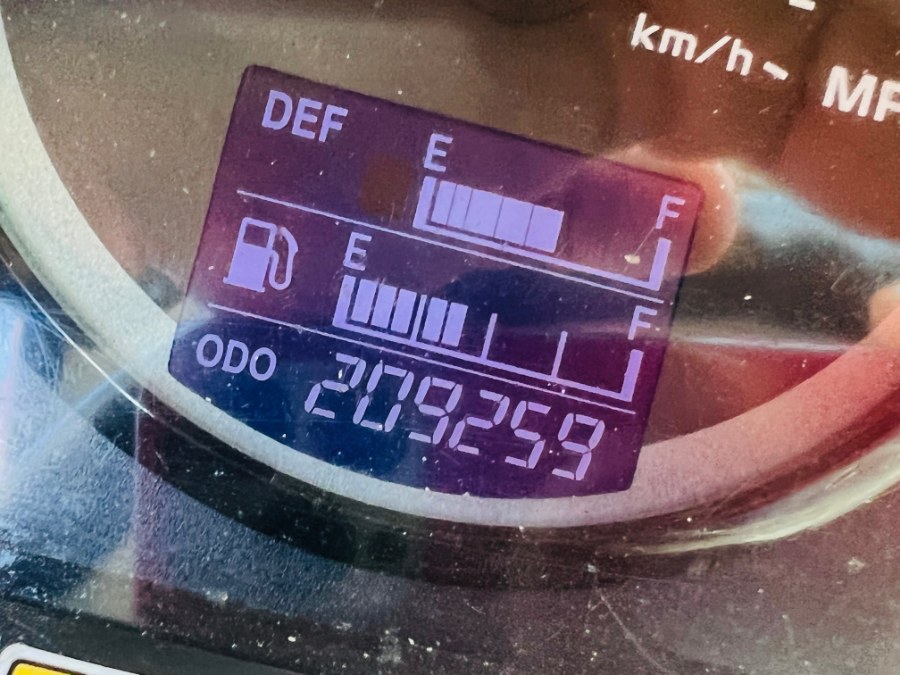 km/h
MP
DEF
E F
E F
ODO 209259